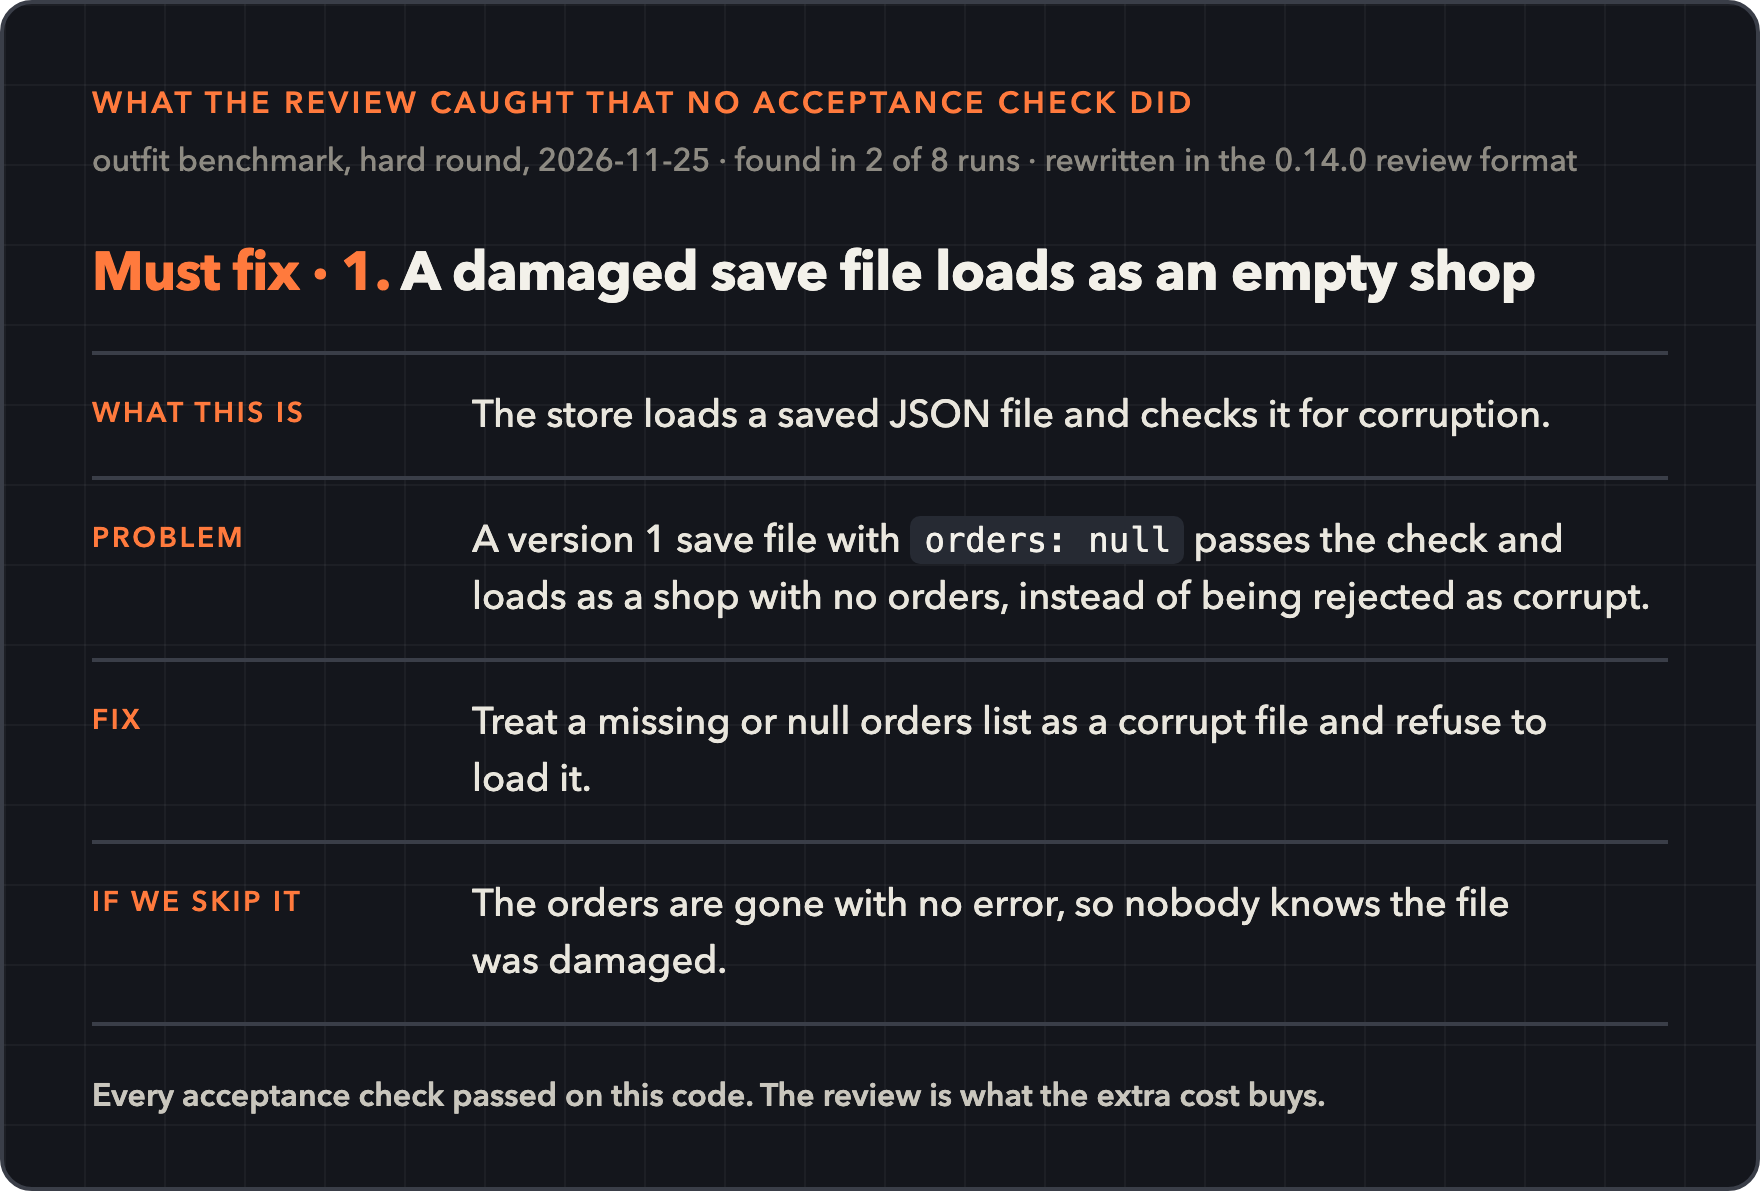 WHAT THE REVIEW CAUGHT THAT NO ACCEPTANCE CHECK DID
outfit benchmark, hard round, 2026-11-25 · found in 2 of 8 runs · rewritten in the 0.14.0 review format
Must fix · 1. A damaged save file loads as an empty shop
WHAT THIS IS
The store loads a saved JSON file and checks it for corruption.
PROBLEM
A version 1 save file with orders: null passes the check and
loads as a shop with no orders, instead of being rejected as corrupt.
FIX
Treat a missing or null orders list as a corrupt file and refuse to
load it.
IF WE SKIP IT
The orders are gone with no error, so nobody knows the file
was damaged.
Every acceptance check passed on this code. The review is what the extra cost buys.